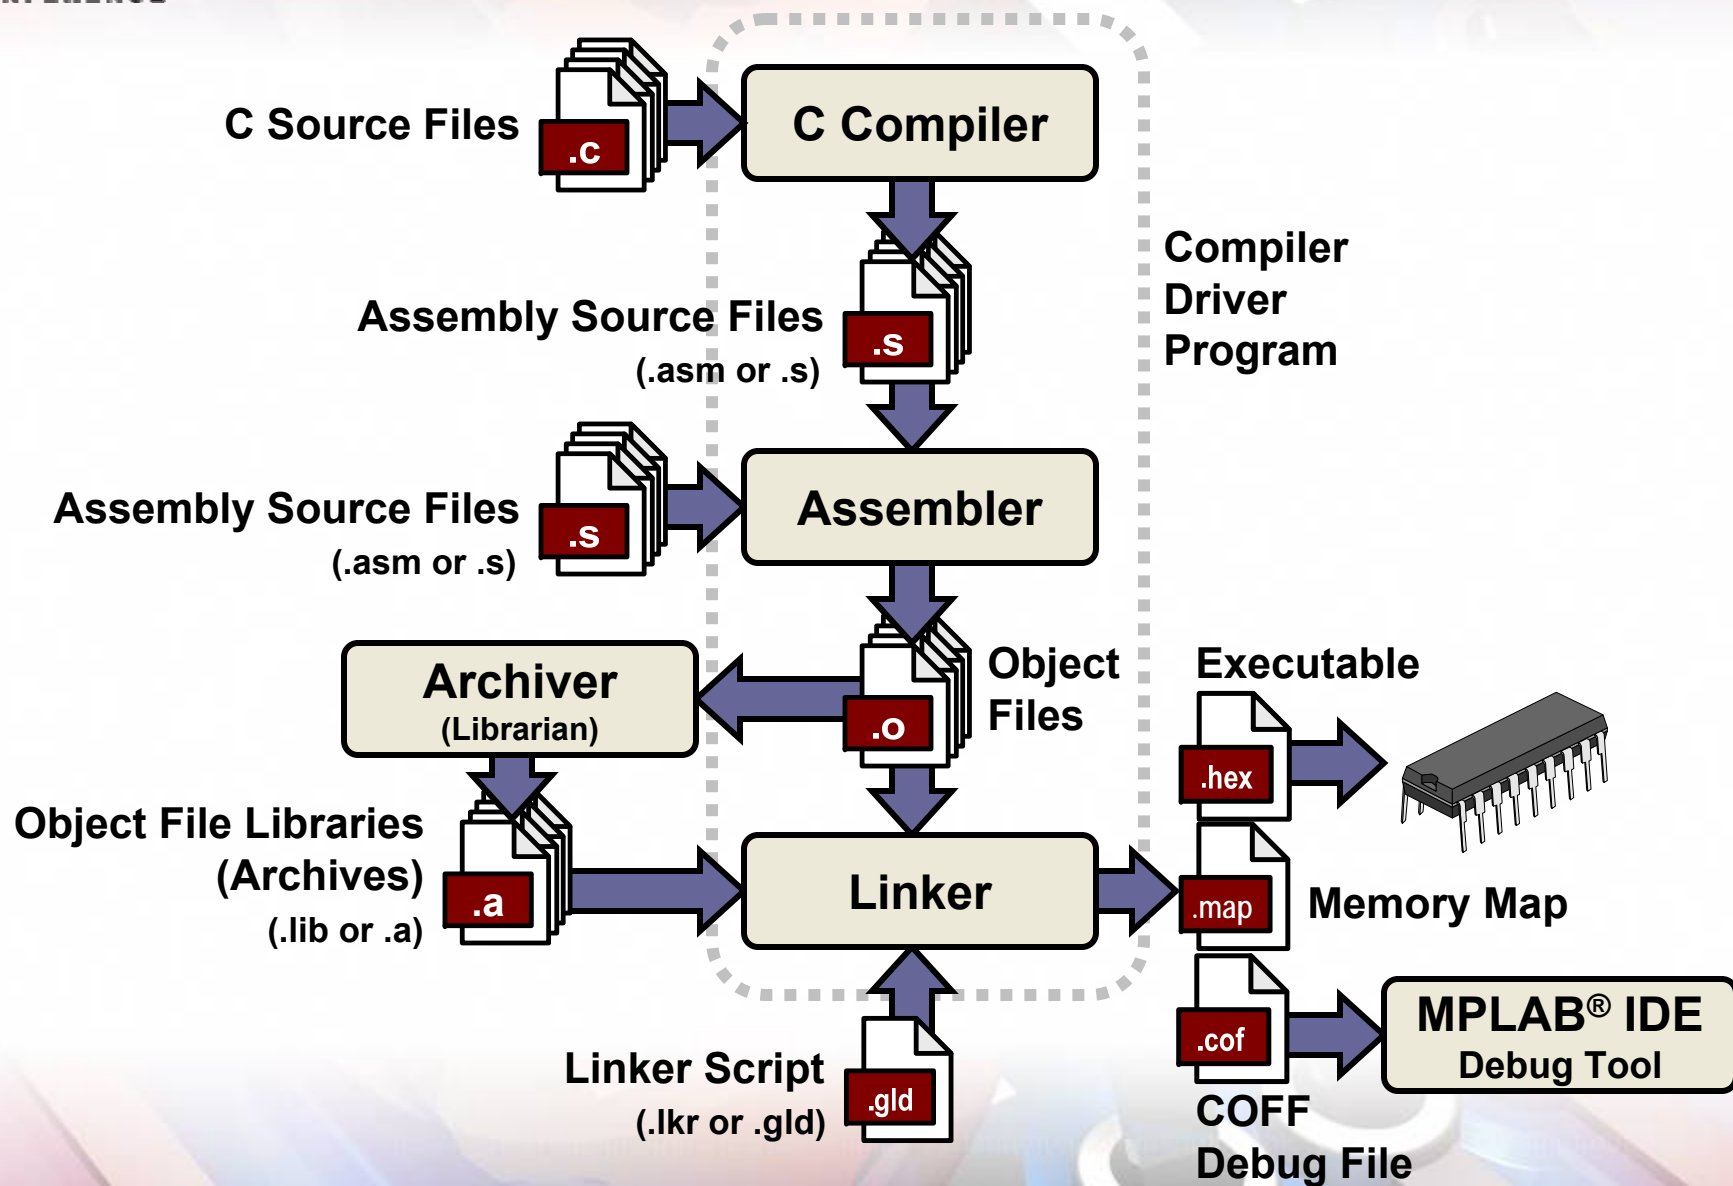 C Source Files
.c
C Compiler
Compiler
Driver
Program
Assembly Source Files
(.asm or .s)
.s
Assembly Source Files
(.asm or .s)
.s
Assembler
Archiver
(Librarian)
.o
Object
Files
Executable
.hex
Object File Libraries
(Archives)
(.lib or .a)
.a
Linker
.map
Memory Map
Linker Script
(.lkr or .gld)
.gld
.cof
COFF
Debug File
MPLAB® IDE
Debug Tool